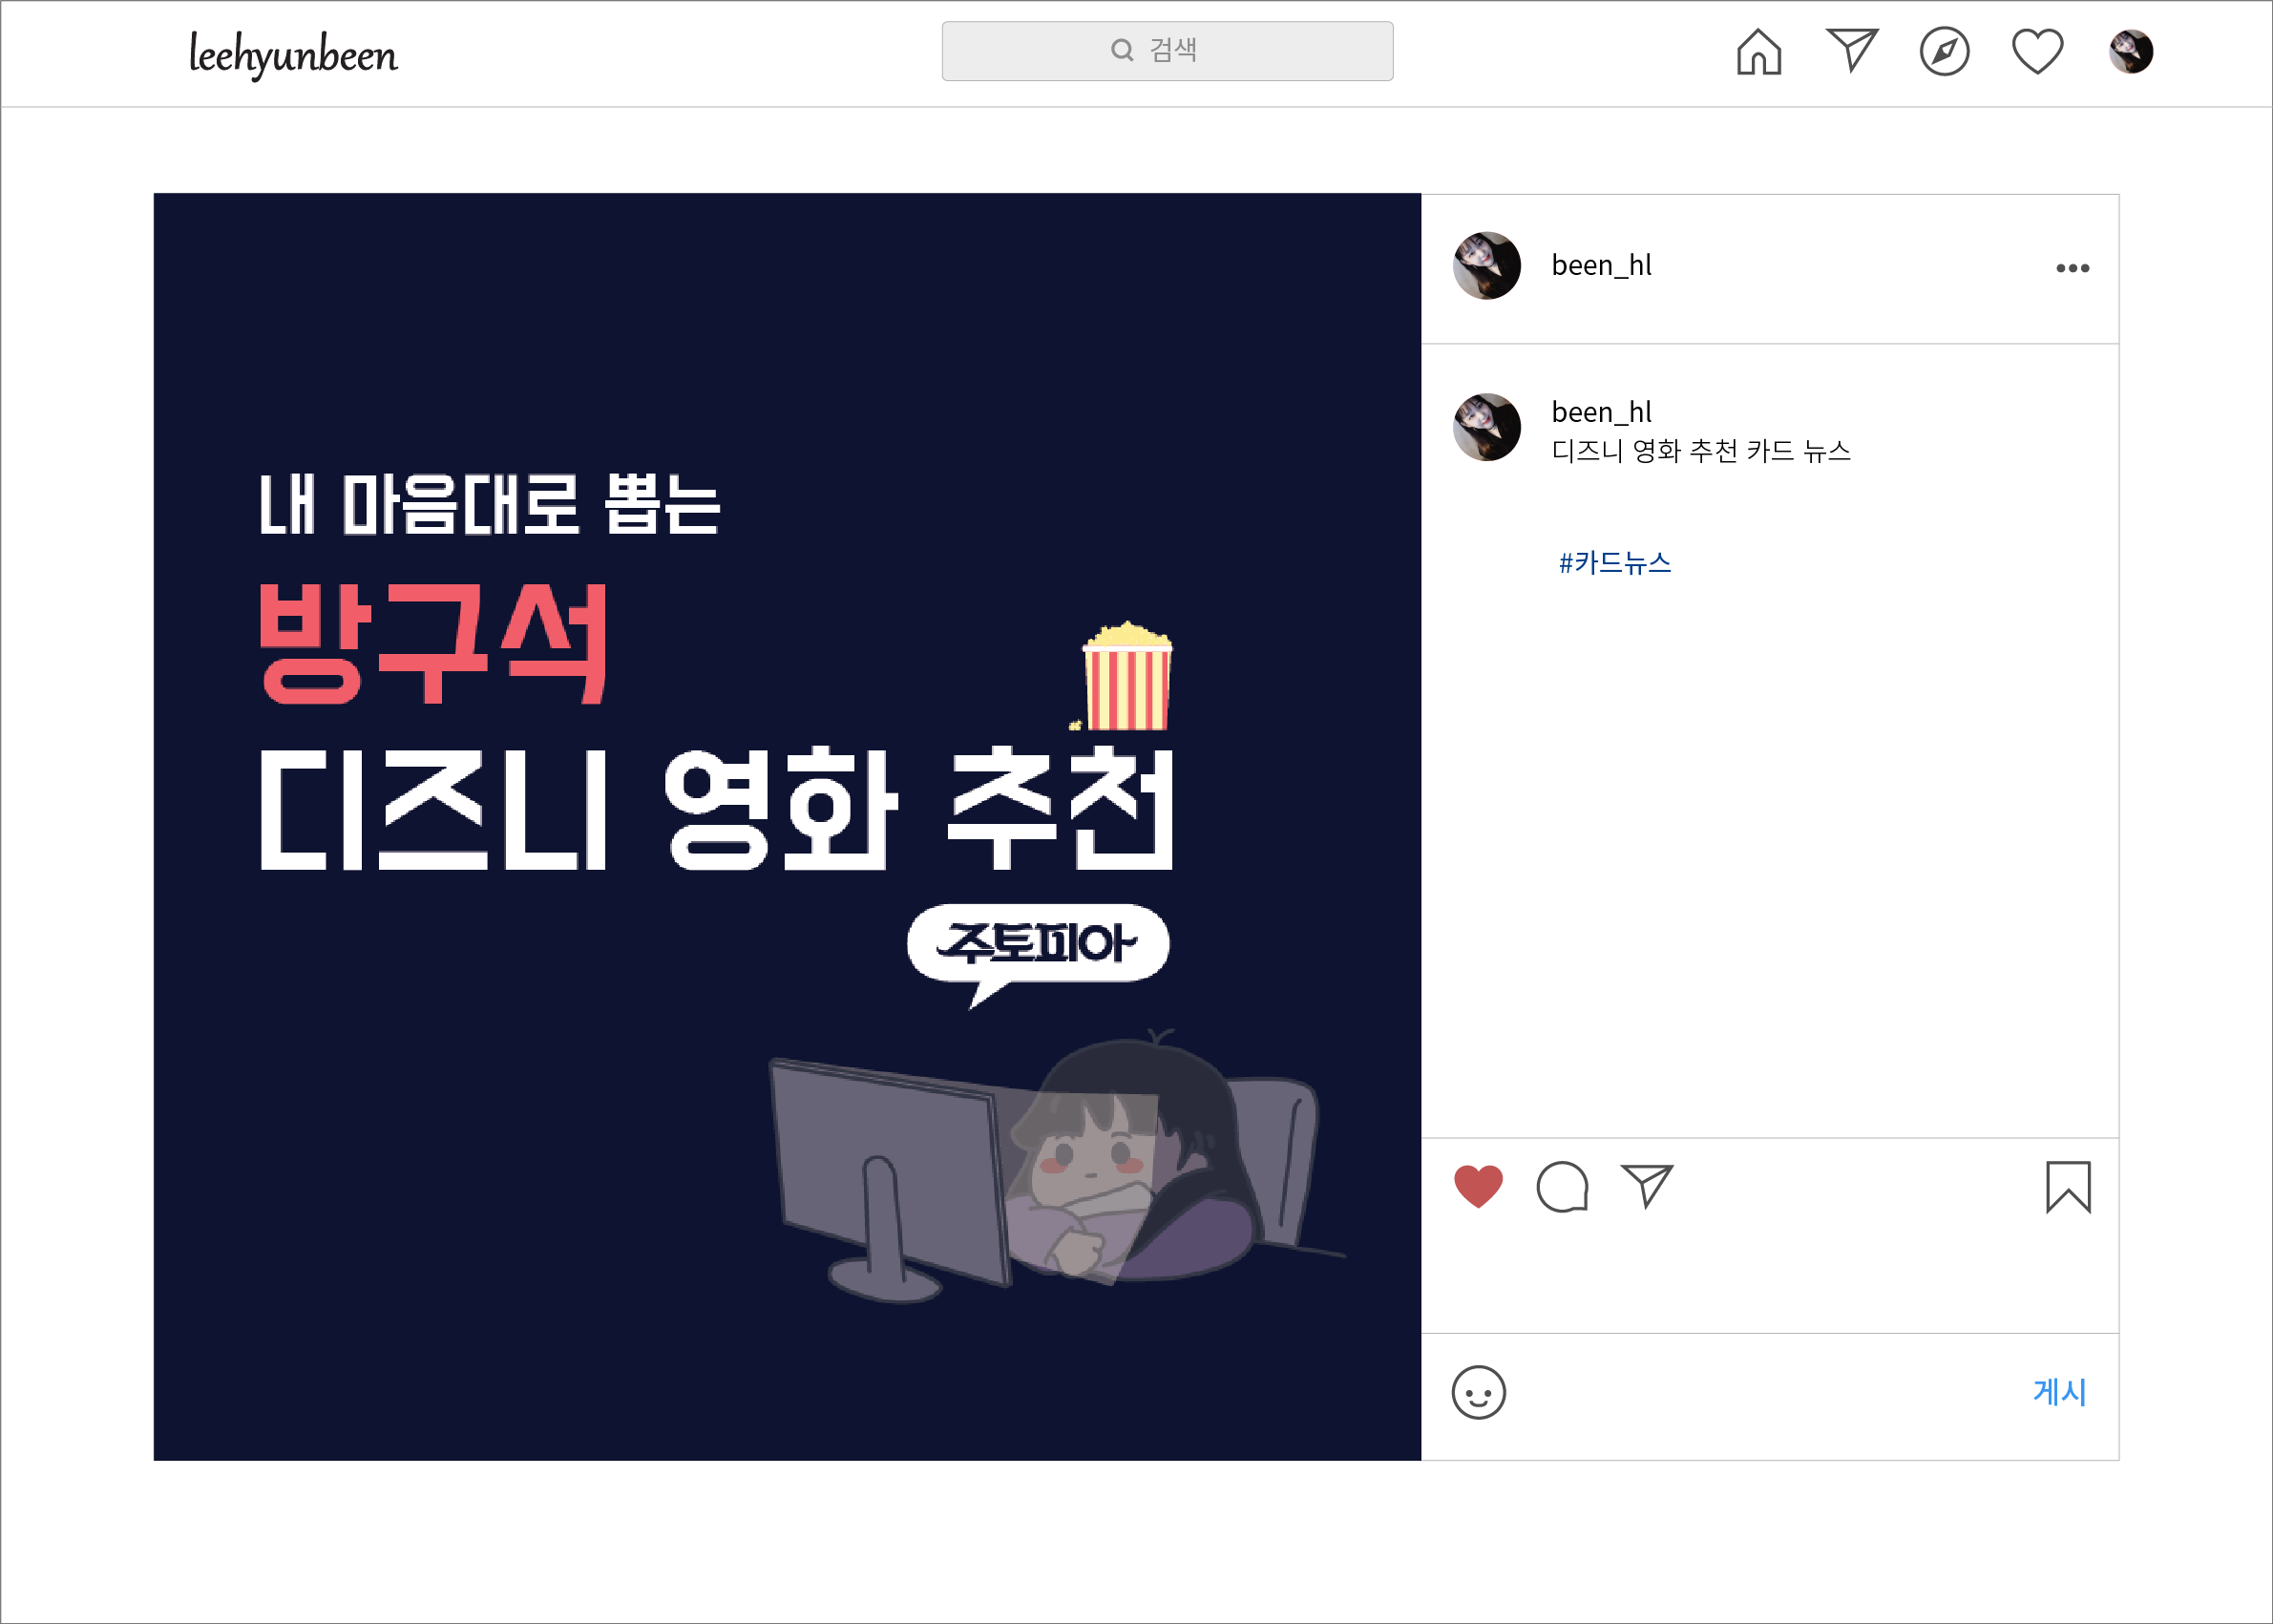 leehyunbeen
검색
내 마음대로 뽑는
방구석
디즈니 영화 추천
주토피아
been_hl
been_hl
디즈니 영화 추천 카드 뉴스
#카드뉴스
게시